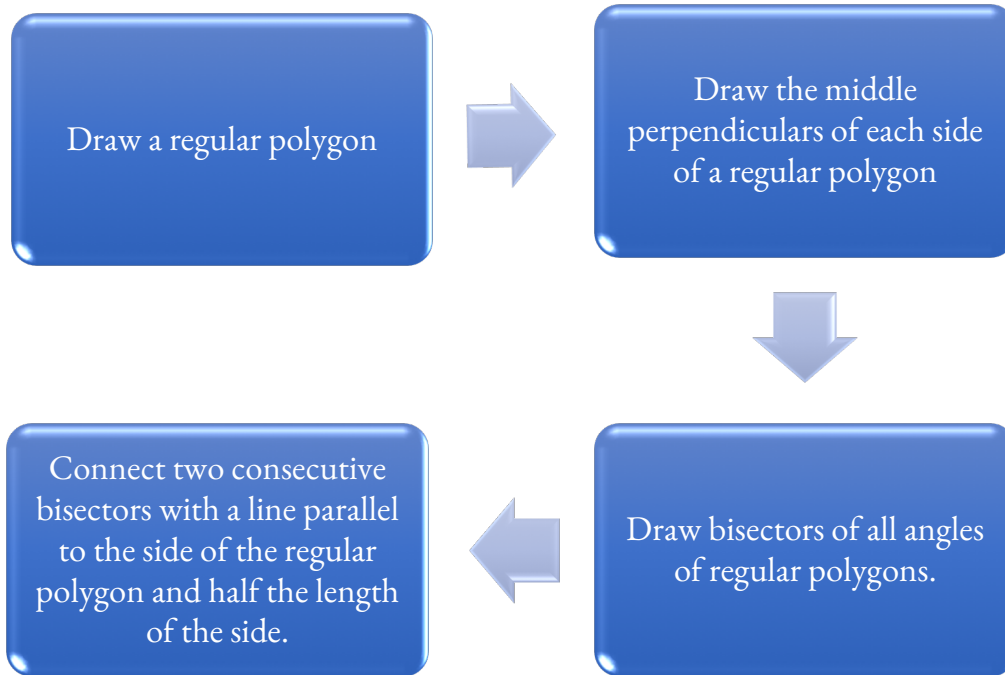 Draw a regular polygon
Draw the middle
perpendiculars of each side
of a regular polygon
Draw bisectors of all angles
of regular polygons.
Connect two consecutive
bisectors with a line parallel
to the side of the regular
polygon and half the length
of the side.